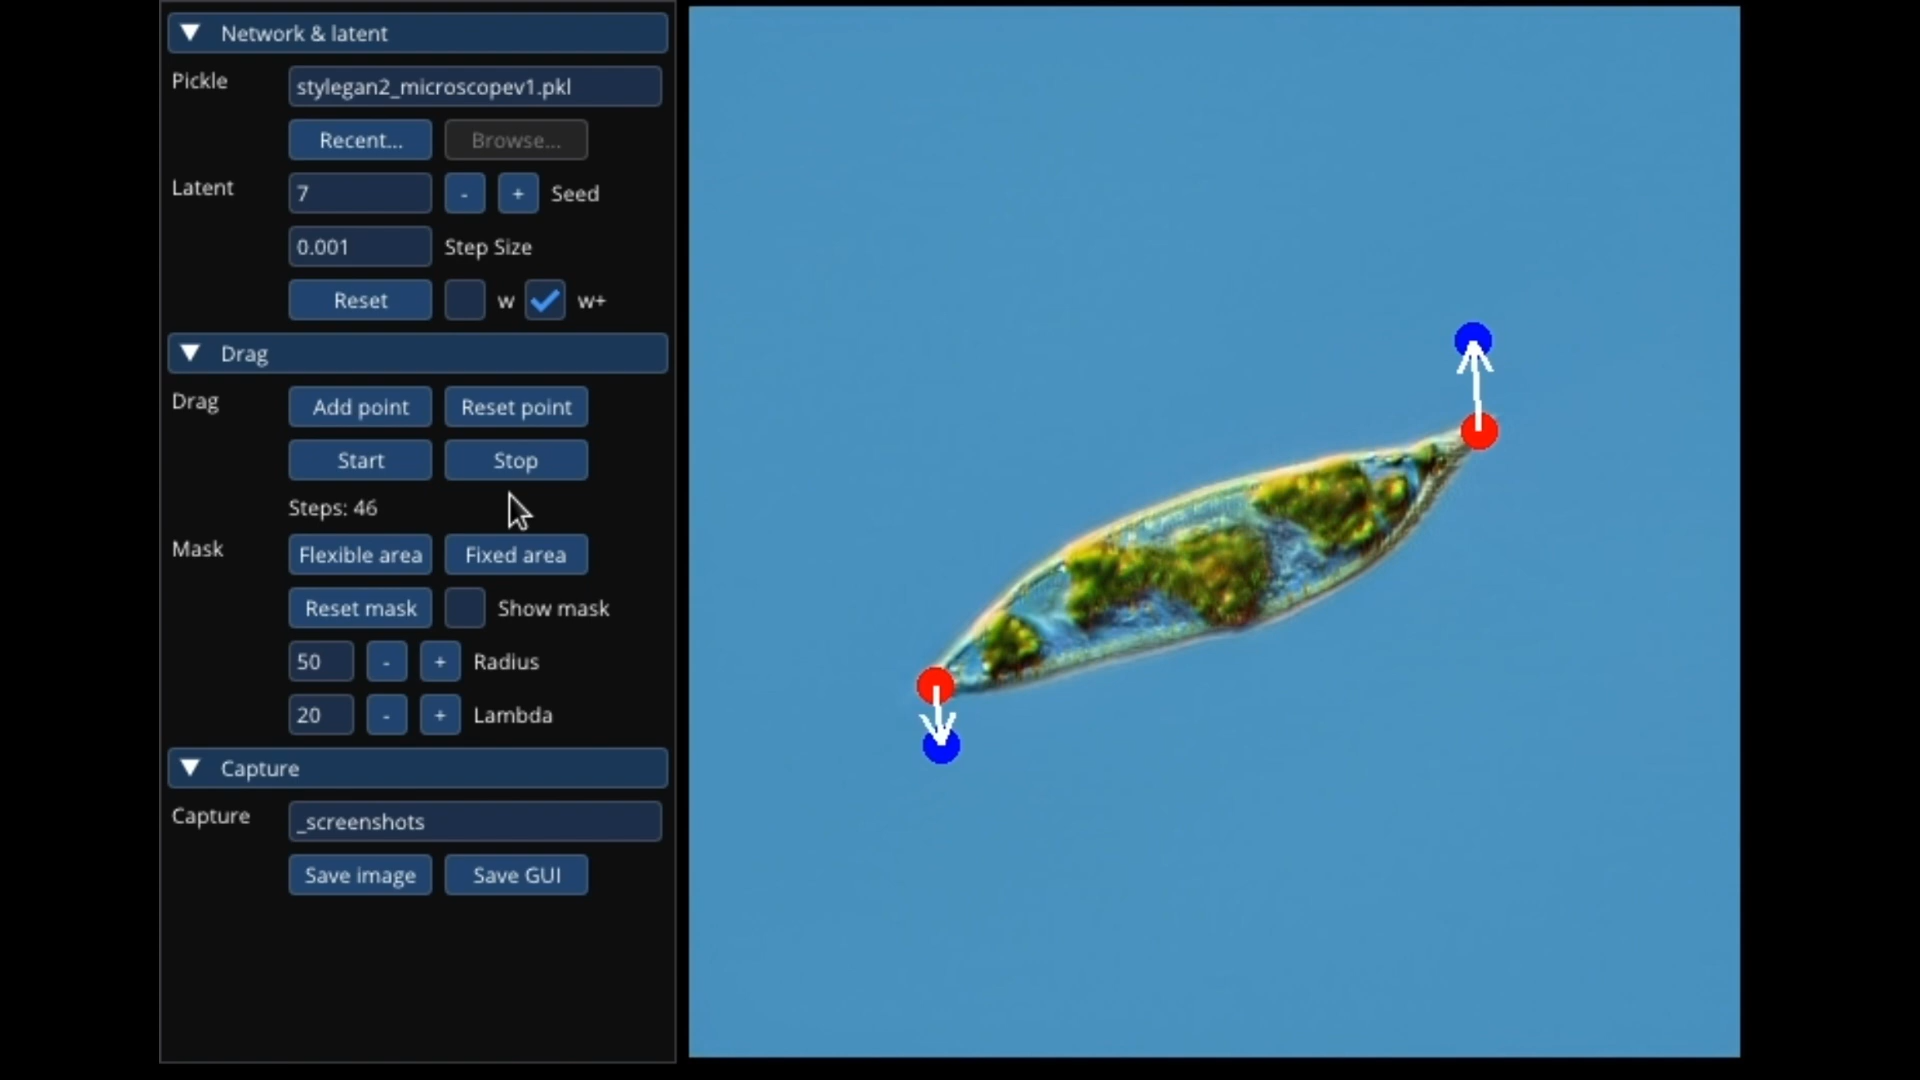 Network & latent
Pickle
stylegan2_microscopev1.pkl
Recent... Browse...
Latent
7 - + Seed
0.001 Step Size
Reset w w+
Drag
Drag
Add point Reset point
Start Stop
Steps: 46
Mask
Flexible area Fixed area
Reset mask Show mask
50 - + Radius
20 - + Lambda
Capture
Capture
_screenshots
Save image Save GUI